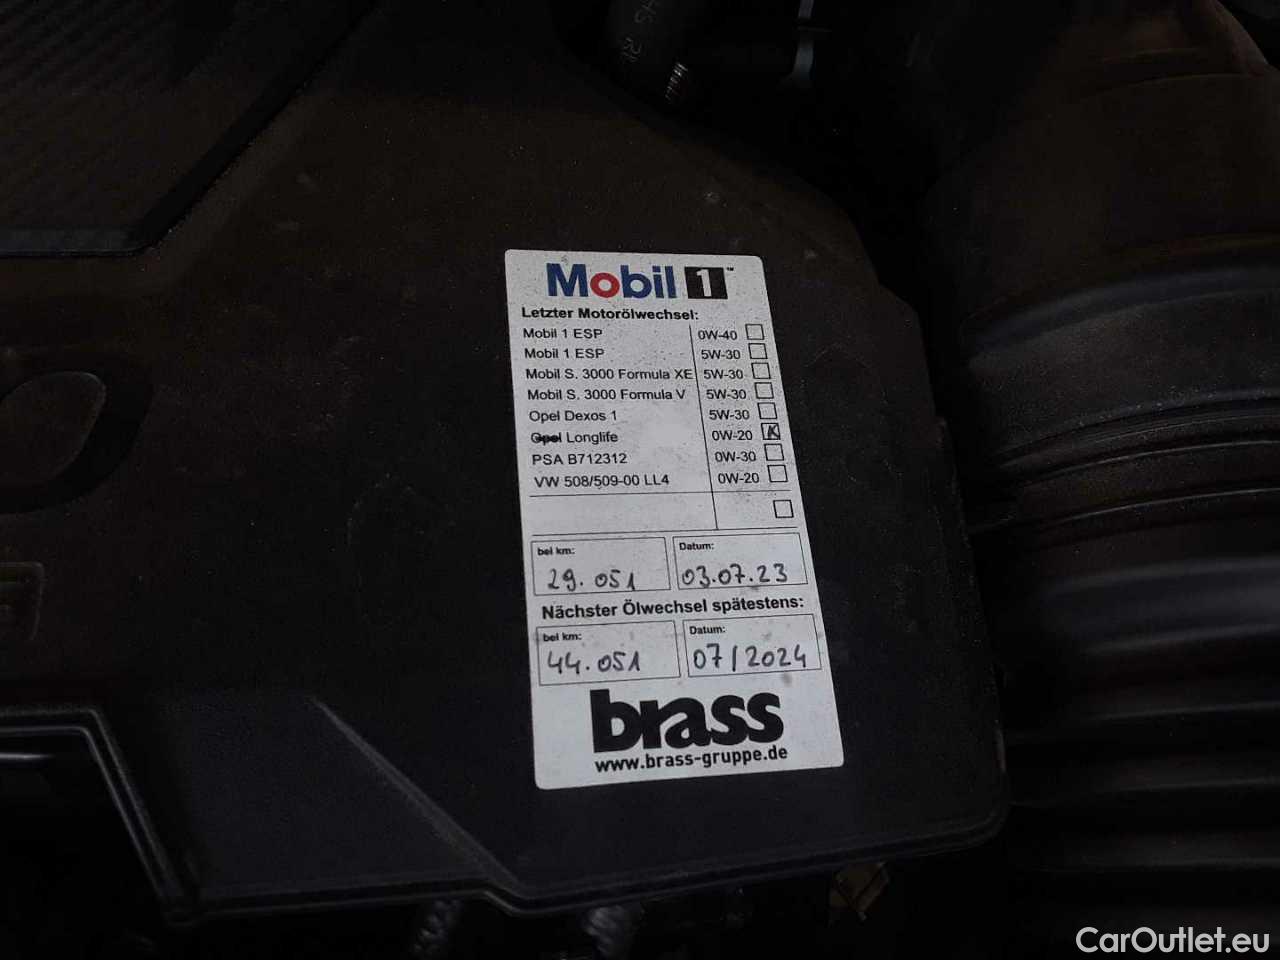 Mobil 1™
Letzter Motorölwechsel:
Mobil 1 ESP 0W-40
Mobil 1 ESP 5W-30
Mobil S. 3000 Formula XE 5W-30
Mobil S. 3000 Formula V 5W-30
Opel Dexos 1 5W-30
Opel Longlife 0W-20
PSA B712312 0W-30
VW 508/509-00 LL4 0W-20
bei km: Datum:
29.051 03.07.23
Nächster Ölwechsel spätestens:
bei km: Datum:
44.051 07/2024
brass
www.brass-gruppe.de
CarOutlet.eu